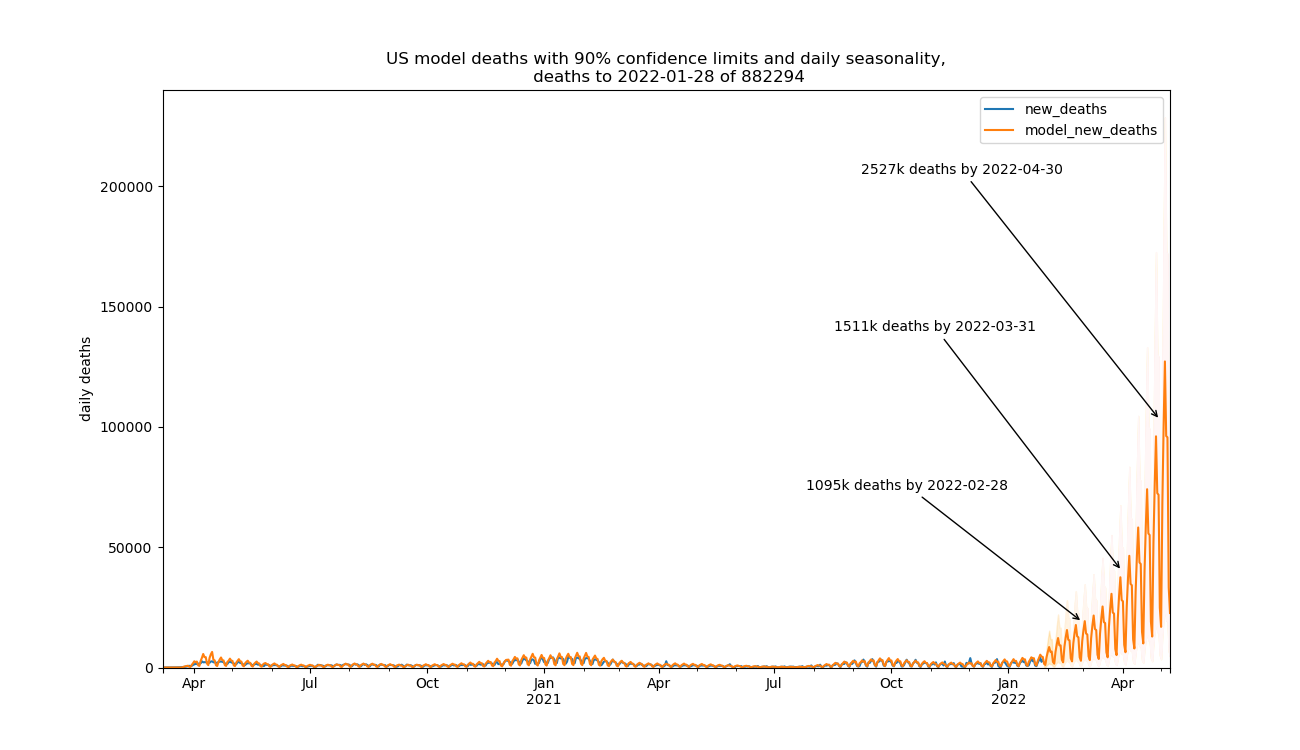 US model deaths with 90% confidence limits and daily seasonality,
deaths to 2022-01-28 of 882294
new_deaths
model_new_deaths
2527k deaths by 2022-04-30
200000
1511k deaths by 2022-03-31
150000
daily deaths
100000
1095k deaths by 2022-02-28
50000
0
Apr Jul Oct Jan Apr Jul Oct Jan Apr
2021 2022